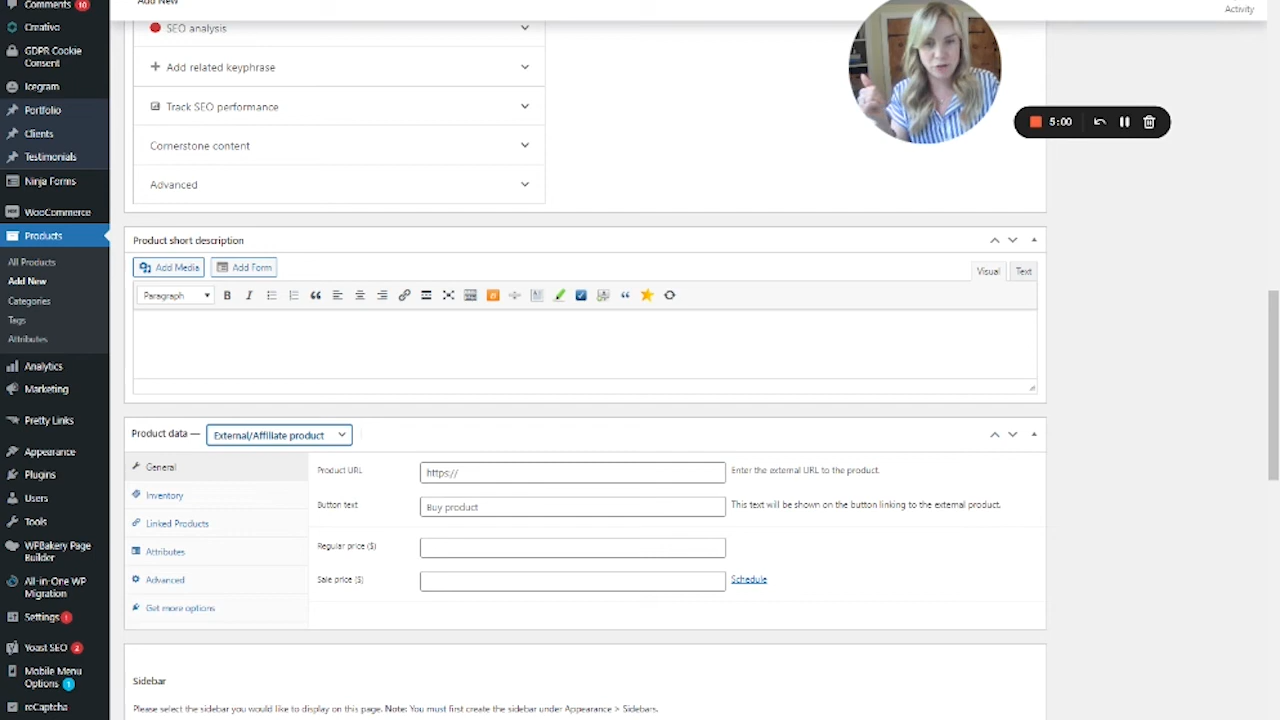 Comments 10
Add New
Activity
Creativo
SEO analysis
GDPR Cookie
Consent
Add related keyphrase
Icegram
Track SEO performance
5:00
Portfolio
Clients
Cornerstone content
Testimonials
Ninja Forms
Advanced
WooCommerce
Products
Product short description
All Products
Add Media
Add Form
Visual
Text
Add New
Categories
Paragraph
Tags
Attributes
Analytics
Marketing
Pretty Links
Product data —
External/Affiliate product
Appearance
General
Product URL
https://
Enter the external URL to the product.
Plugins
Inventory
Button text
Buy product
This text will be shown on the button linking to the external product.
Users
Linked Products
Tools
Attributes
Regular price ($)
WPBakery Page
Builder
Advanced
Sale price ($)
Schedule
All-in-One WP
Migration
Get more options
Settings 1
Yoast SEO 2
Mobile Menu
Options 1
Sidebar
reCaptcha
Please select the sidebar you would like to display on this page. Note: You must first create the sidebar under Appearance > Sidebars.